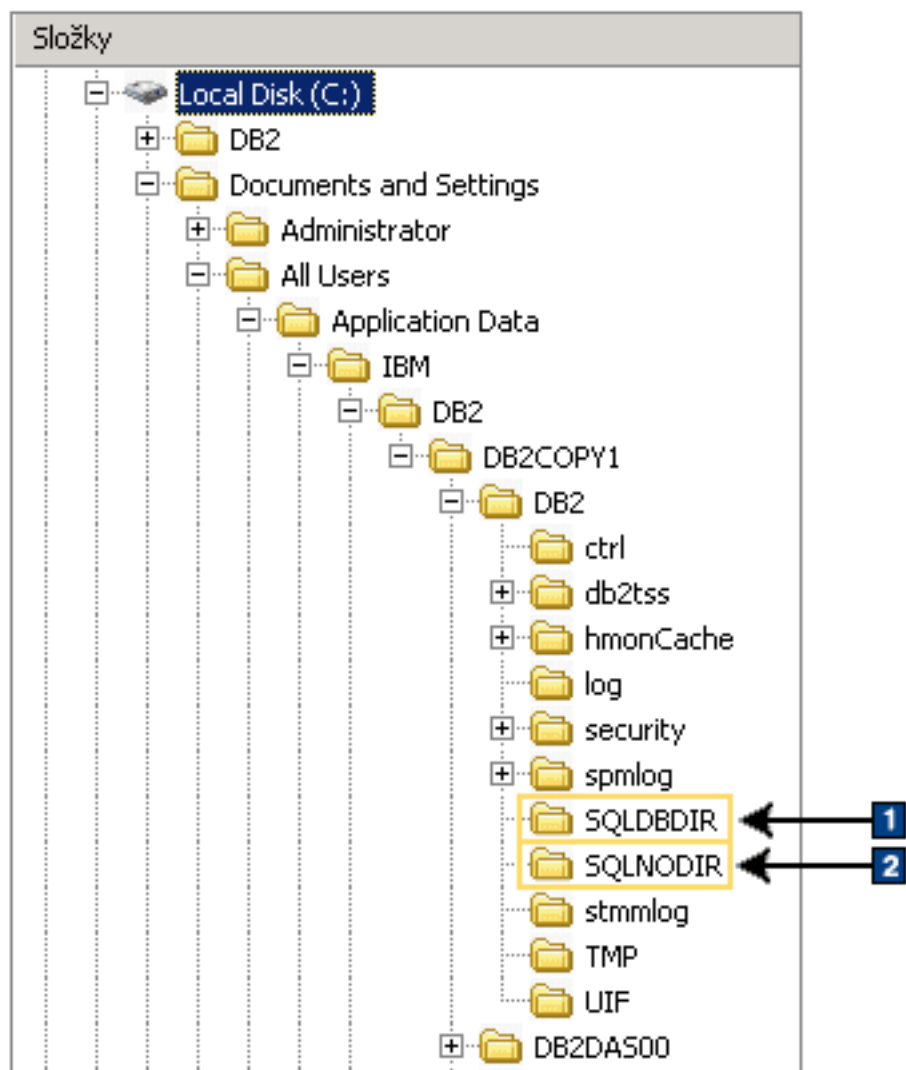 Složky
Local Disk (C:)
DB2
Documents and Settings
Administrator
All Users
Application Data
IBM
DB2
DB2COPY1
DB2
ctrl
db2tss
hmonCache
log
security
spmlog
SQLDBDIR 1
SQLNODIR 2
stmmlog
TMP
UIF
DB2DAS00